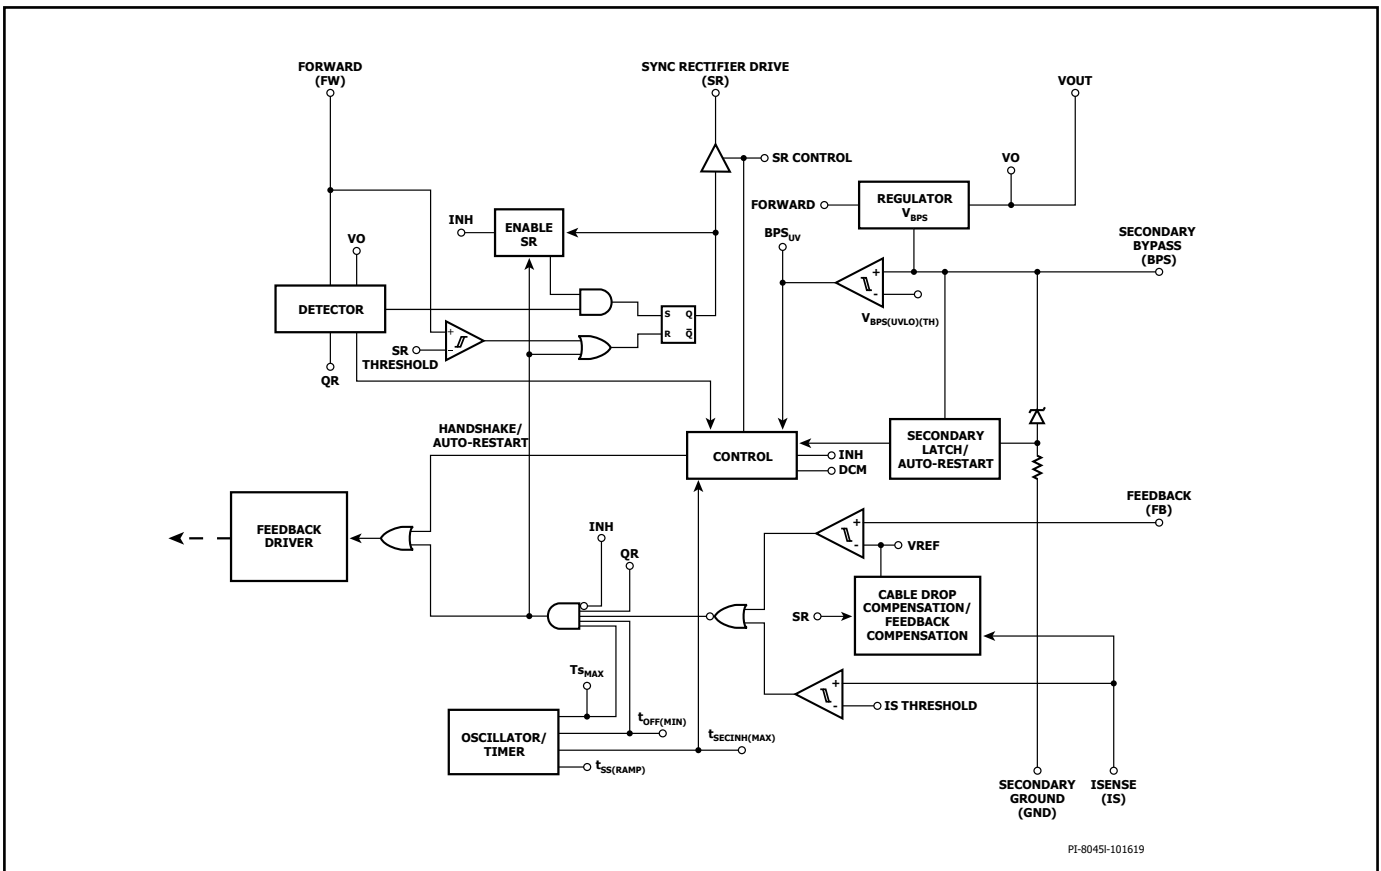 FORWARD
(FW)
SYNC RECTIFIER DRIVE
(SR)
VOUT
SR CONTROL
VO
FORWARD
REGULATOR
VBPS
INH
ENABLE
SR
BPSUV
SECONDARY
BYPASS
(BPS)
VO
+
-
DETECTOR
VBPS(UVLO)(TH)
S Q
R Q̅
+
−
SR
THRESHOLD
QR
HANDSHAKE/
AUTO-RESTART
CONTROL
INH
DCM
SECONDARY
LATCH/
AUTO-RESTART
FEEDBACK
(FB)
FEEDBACK
DRIVER
INH
QR
+
-
VREF
CABLE DROP
COMPENSATION/
FEEDBACK
COMPENSATION
SR
TsMAX
+
-
IS THRESHOLD
OSCILLATOR/
TIMER
tOFF(MIN)
tSECINH(MAX)
tSS(RAMP)
SECONDARY
GROUND
(GND)
ISENSE
(IS)
PI-8045l-101619